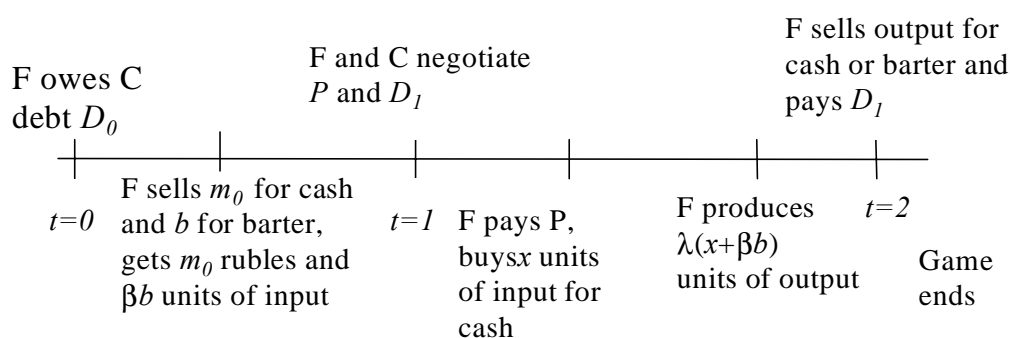 F owes C
debt D₀
F and C negotiate
P and D₁
F sells output for
cash or barter and
pays D₁
t=0
F sells m₀ for cash
and b for barter,
gets m₀ rubles and
βb units of input
t=1
F pays P,
buysx units
of input for
cash
F produces
λ(x+βb)
units of output
t=2
Game
ends